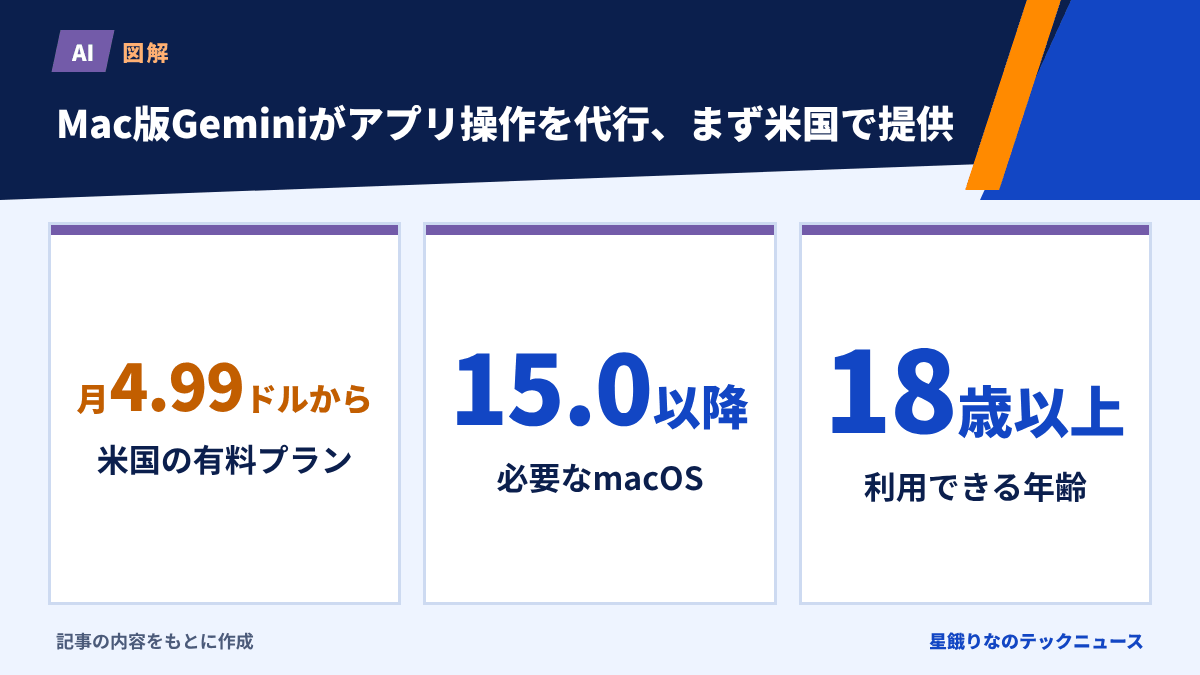 AI 図解
Mac版Geminiがアプリ操作を代行、まず米国で提供
月4.99ドルから
米国の有料プラン
15.0以降
必要なmacOS
18歳以上
利用できる年齢
記事の内容をもとに作成
星餓りなのテックニュース